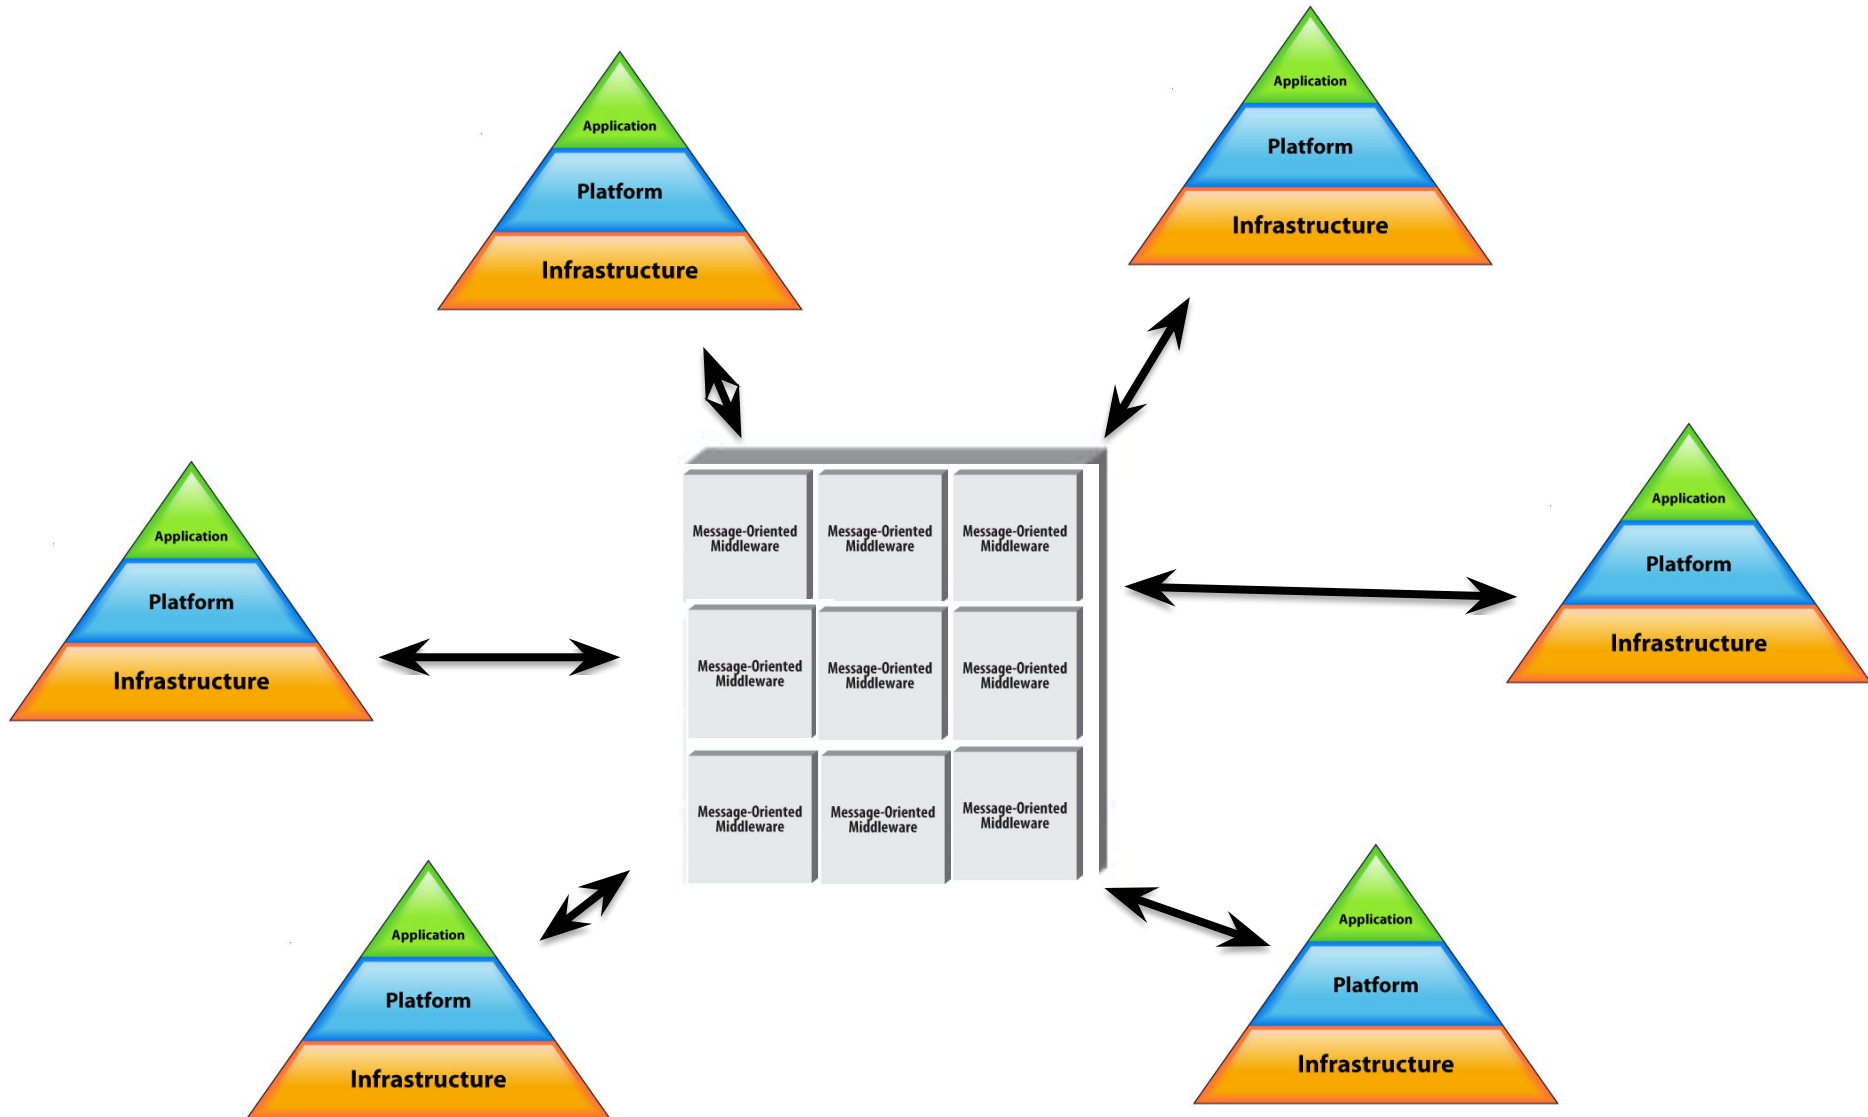 Application
Platform
Infrastructure
Application
Platform
Infrastructure
Application
Platform
Infrastructure
Message-Oriented
Middleware
Message-Oriented
Middleware
Message-Oriented
Middleware
Application
Platform
Infrastructure
Message-Oriented
Middleware
Message-Oriented
Middleware
Message-Oriented
Middleware
Message-Oriented
Middleware
Message-Oriented
Middleware
Message-Oriented
Middleware
Application
Platform
Infrastructure
Application
Platform
Infrastructure